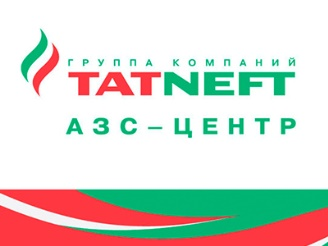 ГРУППА КОМПАНИЙ
TATNEFT
АЗС – ЦЕНТР